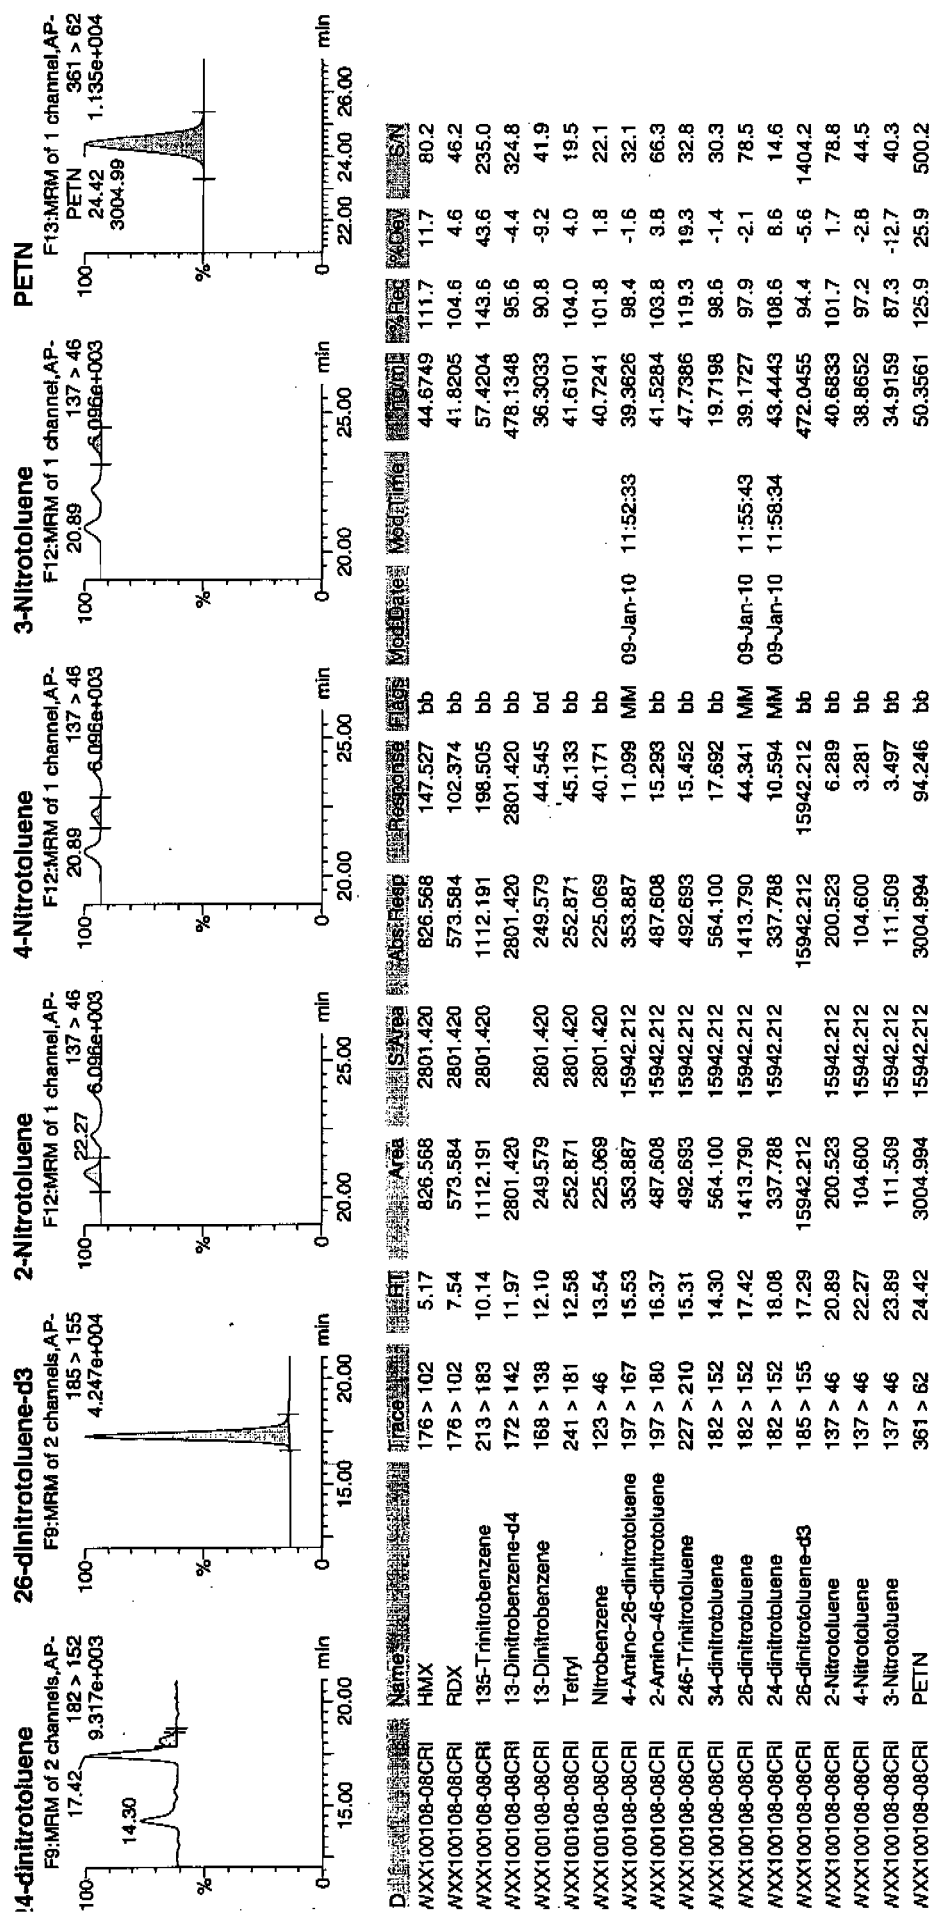 !4-dinitrotoluene
F9:MRM of 2 channels,AP-
182 > 152
9.317e+003
17.42
14.30
100
%
15.00
20.00
min
26-dinitrotoluene-d3
F9:MRM of 2 channels,AP-
185 > 155
4.247e+004
100
%
0
15.00
20.00
min
2-Nitrotoluene
F12:MRM of 1 channel,AP-
137 > 46
6.096e+003
22.27
100
%
0
20.00
25.00
min
4-Nitrotoluene
F12:MRM of 1 channel,AP-
137 > 46
6.096e+003
20.89
100
%
0
20.00
25.00
min
3-Nitrotoluene
F12:MRM of 1 channel,AP-
137 > 46
6.096e+003
20.89
100
%
0
20.00
25.00
min
PETN
F13:MRM of 1 channel,AP-
361 > 62
1.135e+004
PETN
24.42
3004.99
100
%
0
22.00
24.00
26.00
min
Name Trace RT Area IS Area Abs.Resp Response Flags Mod.Date Mod.Time ng/mL %Rec %Dev S/N
WXX100108-08CRI HMX 176 > 102 5.17 826.568 2801.420 826.568 147.527 bb 44.6749 111.7 11.7 80.2
WXX100108-08CRI RDX 176 > 102 7.54 573.584 2801.420 573.584 102.374 bb 41.8205 104.6 4.6 46.2
WXX100108-08CRI 135-Trinitrobenzene 213 > 183 10.14 1112.191 2801.420 1112.191 198.505 bb 57.4204 143.6 43.6 235.0
WXX100108-08CRI 13-Dinitrobenzene-d4 172 > 142 11.97 2801.420 2801.420 2801.420 bb 478.1348 95.6 -4.4 324.8
WXX100108-08CRI 13-Dinitrobenzene 168 > 138 12.10 249.579 2801.420 249.579 44.545 bd 36.3033 90.8 -9.2 41.9
WXX100108-08CRI Tetryl 241 > 181 12.58 252.871 2801.420 252.871 45.133 bb 41.6101 104.0 4.0 19.5
WXX100108-08CRI Nitrobenzene 123 > 46 13.54 225.069 2801.420 225.069 40.171 bb 40.7241 101.8 1.8 22.1
WXX100108-08CRI 4-Amino-26-dinitrotoluene 197 > 167 15.53 353.887 15942.212 353.887 11.099 MM 09-Jan-10 11:52:33 39.3626 98.4 -1.6 32.1
WXX100108-08CRI 2-Amino-46-dinitrotoluene 197 > 180 16.37 487.608 15942.212 487.608 15.293 bb 41.5284 103.8 3.8 66.3
WXX100108-08CRI 246-Trinitrotoluene 227 > 210 15.31 492.693 15942.212 492.693 15.452 bb 47.7386 119.3 19.3 32.8
WXX100108-08CRI 34-dinitrotoluene 182 > 152 14.30 564.100 15942.212 564.100 17.692 bb 19.7198 98.6 -1.4 30.3
WXX100108-08CRI 26-dinitrotoluene 182 > 152 17.42 1413.790 15942.212 1413.790 44.341 MM 09-Jan-10 11:55:43 39.1727 97.9 -2.1 78.5
WXX100108-08CRI 24-dinitrotoluene 182 > 152 18.08 337.788 15942.212 337.788 10.594 MM 09-Jan-10 11:58:34 43.4443 108.6 8.6 14.6
WXX100108-08CRI 26-dinitrotoluene-d3 185 > 155 17.29 15942.212 15942.212 15942.212 bb 472.0455 94.4 -5.6 1404.2
WXX100108-08CRI 2-Nitrotoluene 137 > 46 20.89 200.523 15942.212 200.523 6.289 bb 40.6833 101.7 1.7 78.8
WXX100108-08CRI 4-Nitrotoluene 137 > 46 22.27 104.600 15942.212 104.600 3.281 bb 38.8652 97.2 -2.8 44.5
WXX100108-08CRI 3-Nitrotoluene 137 > 46 23.89 111.509 15942.212 111.509 3.497 bb 34.9159 87.3 -12.7 40.3
WXX100108-08CRI PETN 361 > 62 24.42 3004.994 15942.212 3004.994 94.246 bb 50.3561 125.9 25.9 500.2